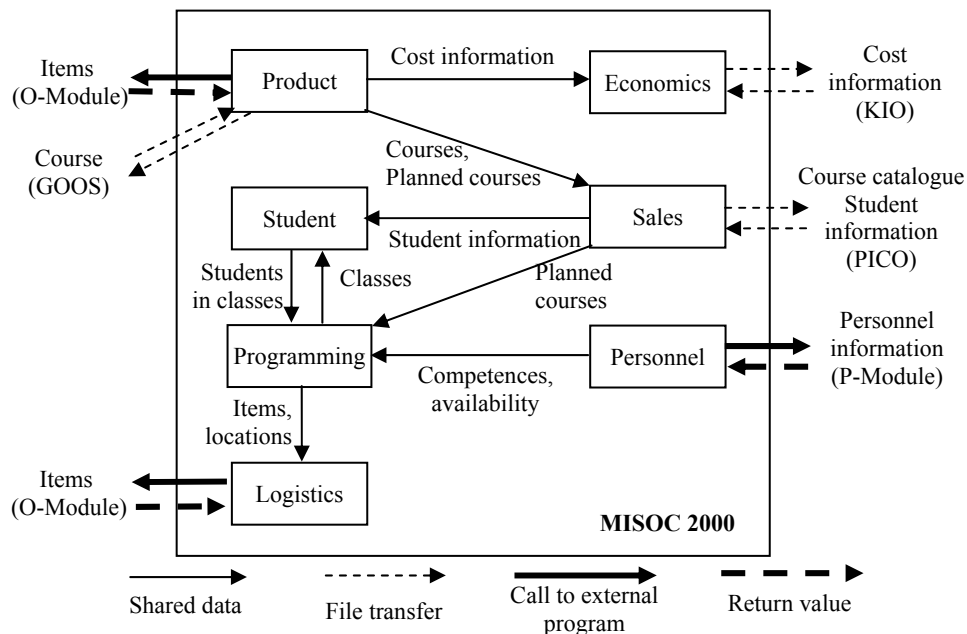 Items
(O-Module)
Product
Cost information
Economics
Cost
information
(KIO)
Course
(GOOS)
Courses,
Planned courses
Student
Student information
Sales
Course catalogue
Student
information
(PICO)
Students
in classes
Classes
Planned
courses
Programming
Competences,
availability
Personnel
Personnel
information
(P-Module)
Items,
locations
Items
(O-Module)
Logistics
MISOC 2000
Shared data
File transfer
Call to external
program
Return value